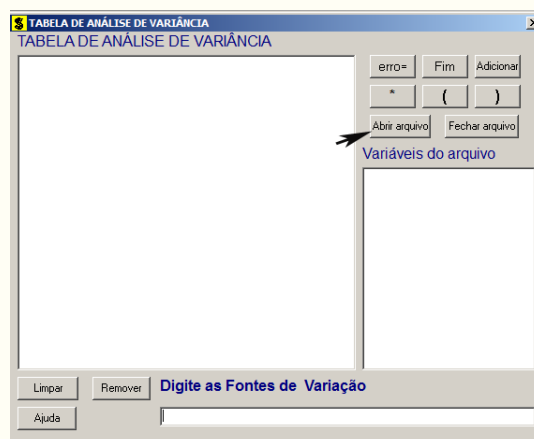 TABELA DE ANÁLISE DE VARIÂNCIA
TABELA DE ANÁLISE DE VARIÂNCIA
erro= Fim Adicionar
* ( )
Abrir arquivo Fechar arquivo
Variáveis do arquivo
Limpar Remover Digite as Fontes de Variação
Ajuda